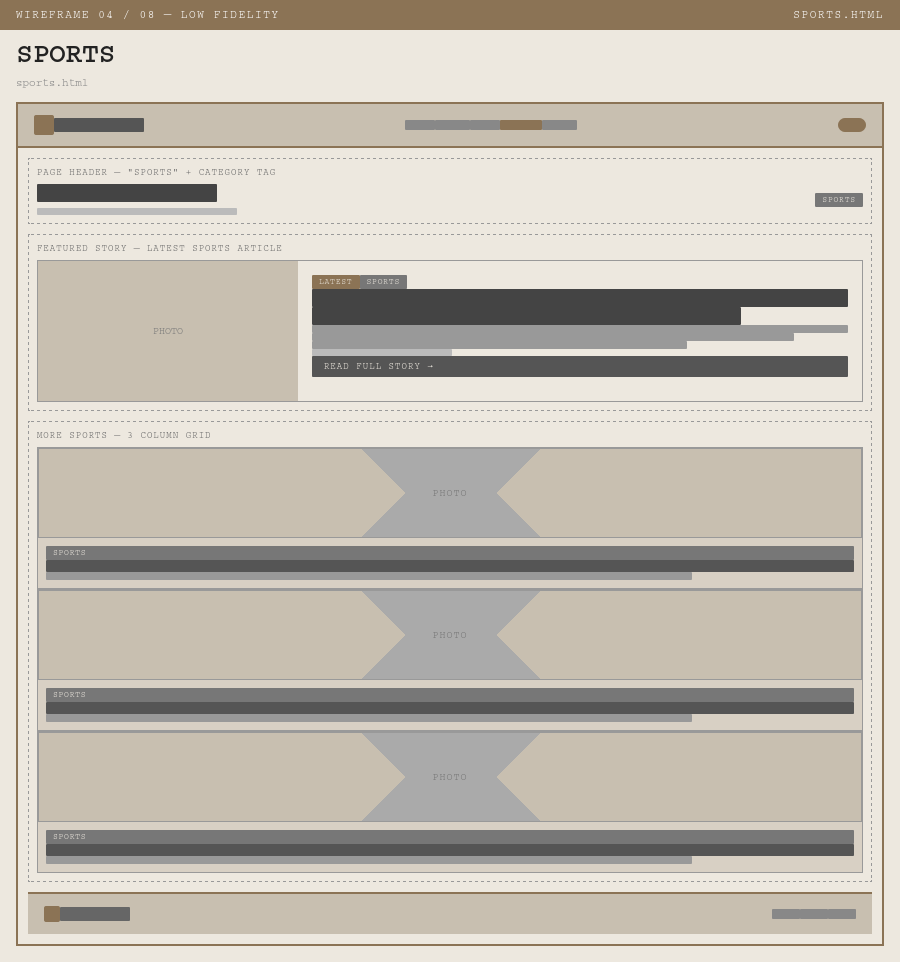 WIREFRAME 04 / 08 — LOW FIDELITY
SPORTS.HTML
SPORTS
sports.html
PAGE HEADER — "SPORTS" + CATEGORY TAG
SPORTS
FEATURED STORY — LATEST SPORTS ARTICLE
PHOTO
LATEST SPORTS
READ FULL STORY →
MORE SPORTS — 3 COLUMN GRID
PHOTO
SPORTS
PHOTO
SPORTS
PHOTO
SPORTS